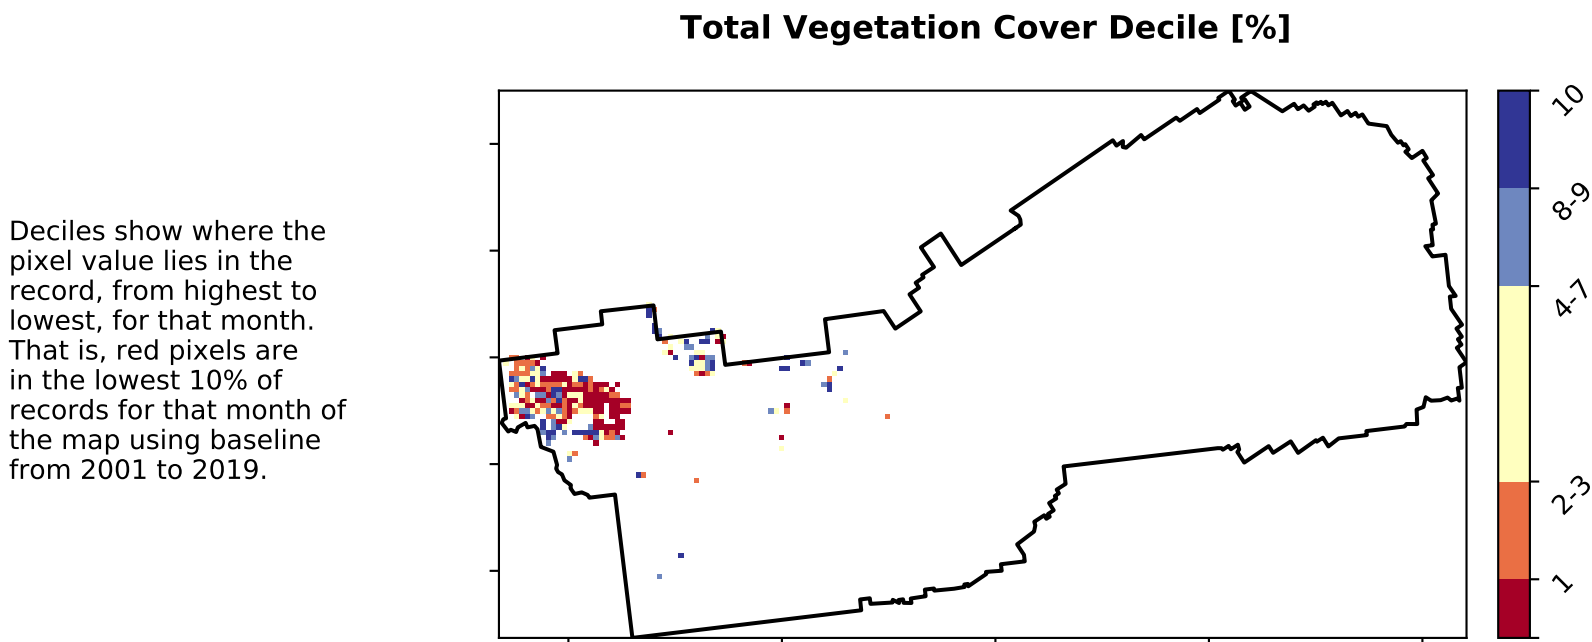 Total Vegetation Cover Decile [%]
Deciles show where the
pixel value lies in the
record, from highest to
lowest, for that month.
That is, red pixels are
in the lowest 10% of
records for that month of
the map using baseline
from 2001 to 2019.
10
8-9
4-7
2-3
1